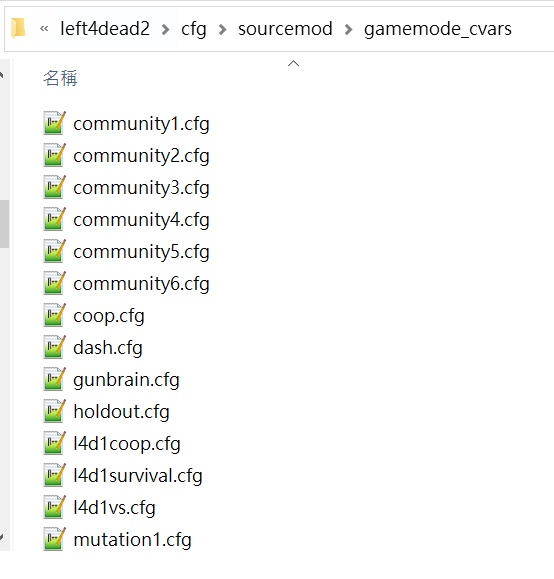 « left4dead2 > cfg > sourcemod > gamemode_cvars
名稱
community1.cfg
community2.cfg
community3.cfg
community4.cfg
community5.cfg
community6.cfg
coop.cfg
dash.cfg
gunbrain.cfg
holdout.cfg
l4d1coop.cfg
l4d1survival.cfg
l4d1vs.cfg
mutation1.cfg